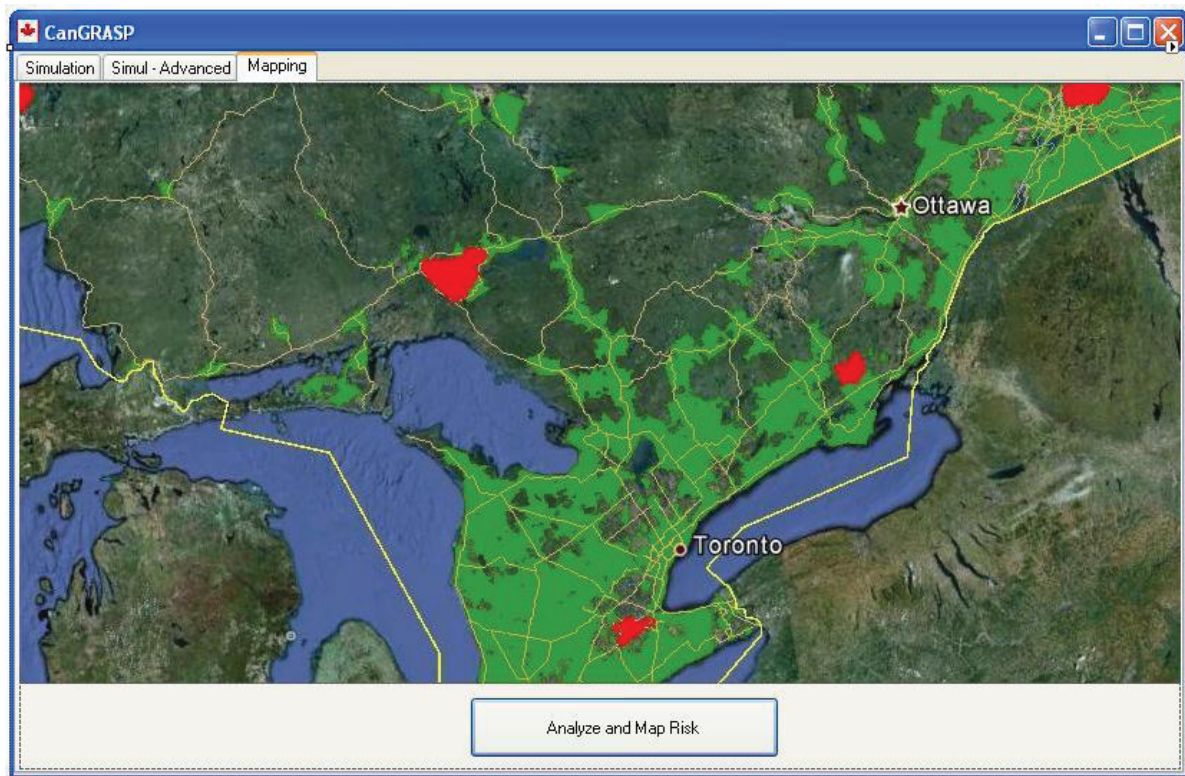 CanGRASP
Simulation Simul - Advanced Mapping
Ottawa
Toronto
Analyze and Map Risk